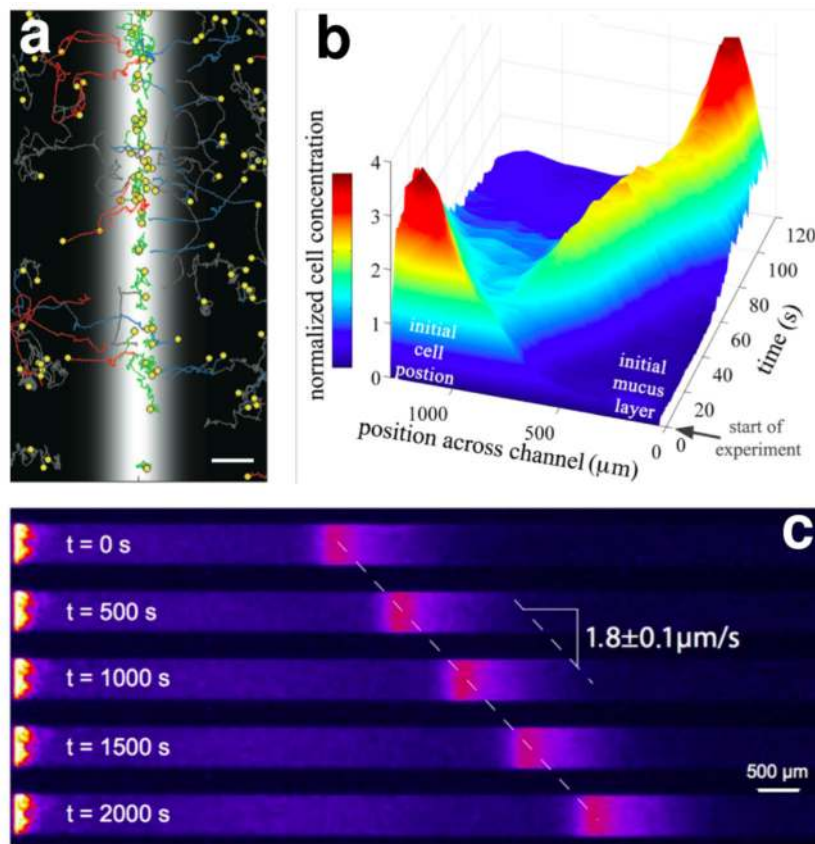 a
b
normalized cell concentration
4
3
2
1
0
initial
cell
postion
initial
mucus
layer
1000
500
0
position across channel (μm)
0
20
40
60
80
100
120
time (s)
start of
experiment
c
t = 0 s
t = 500 s
t = 1000 s
t = 1500 s
t = 2000 s
1.8±0.1μm/s
500 μm